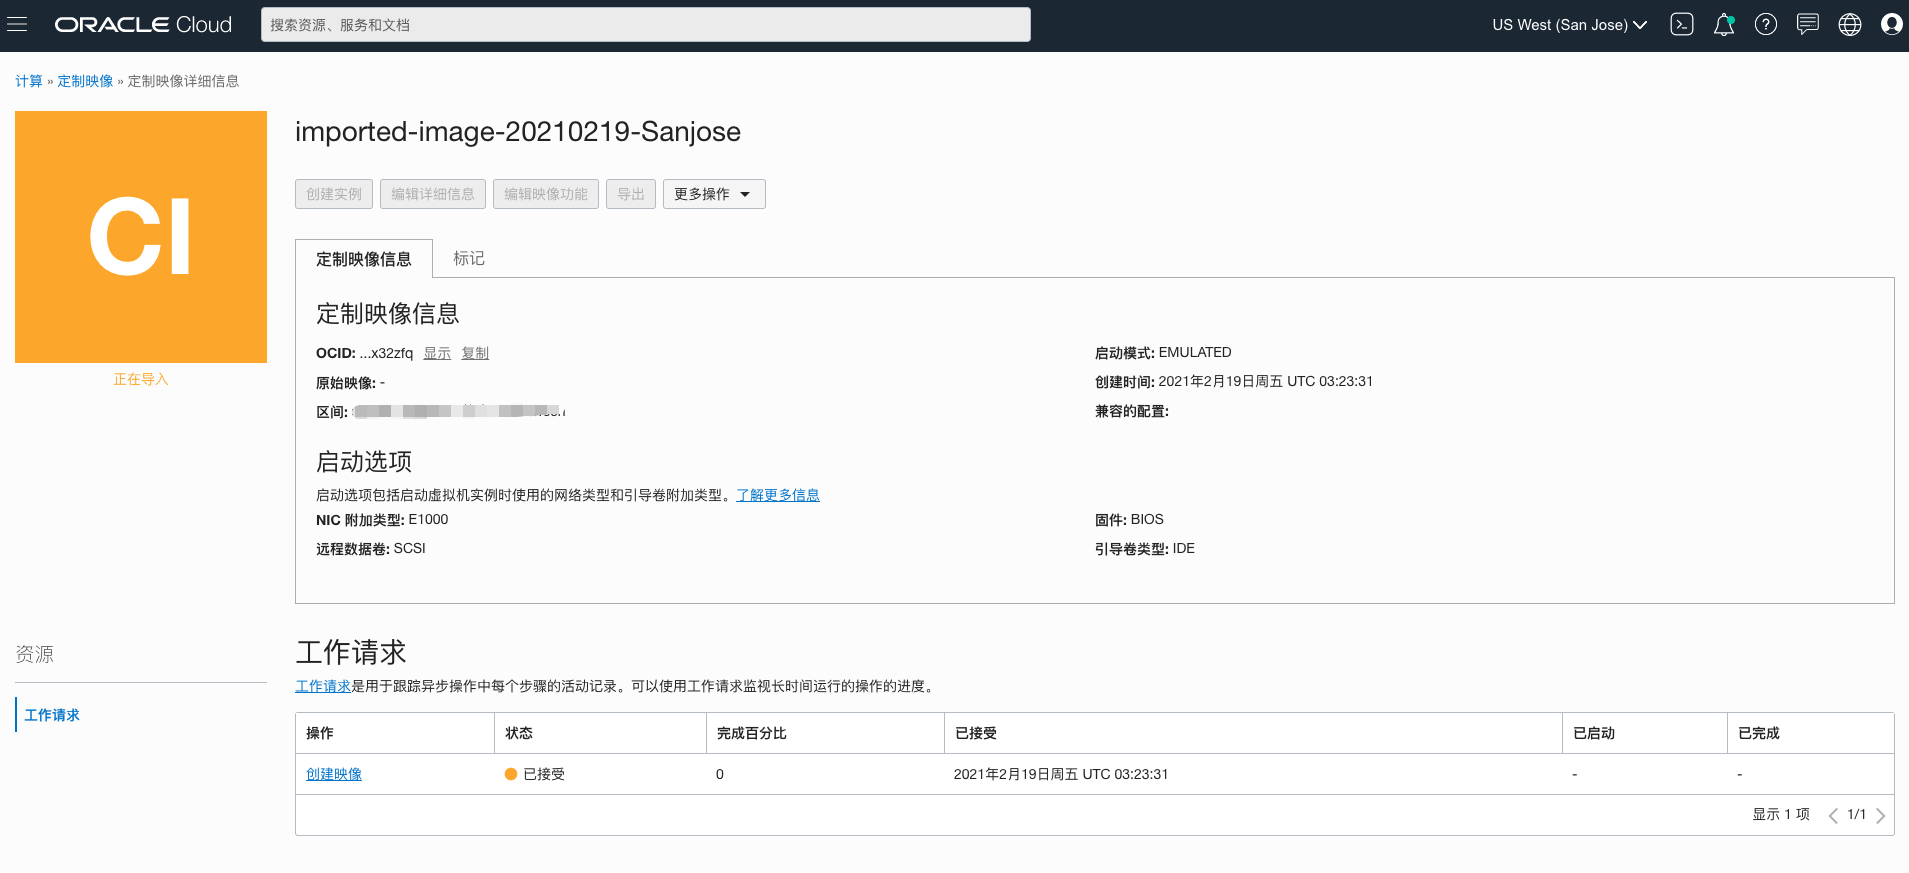 ORACLE Cloud
搜索资源、服务和文档
US West (San Jose)
计算 » 定制映像 » 定制映像详细信息
CI
正在导入
imported-image-20210219-Sanjose
创建实例 编辑详细信息 编辑映像功能 导出 更多操作
定制映像信息 标记
定制映像信息
OCID: ...x32zfq 显示 复制
启动模式: EMULATED
原始映像: -
创建时间: 2021年2月19日周五 UTC 03:23:31
区间:
兼容的配置:
启动选项
启动选项包括启动虚拟机实例时使用的网络类型和引导卷附加类型。了解更多信息
NIC 附加类型: E1000
固件: BIOS
远程数据卷: SCSI
引导卷类型: IDE
资源
工作请求
工作请求
工作请求是用于跟踪异步操作中每个步骤的活动记录。可以使用工作请求监视长时间运行的操作的进度。
操作 状态 完成百分比 已接受 已启动 已完成
创建映像 已接受 0 2021年2月19日周五 UTC 03:23:31 - -
显示 1 项 1/1